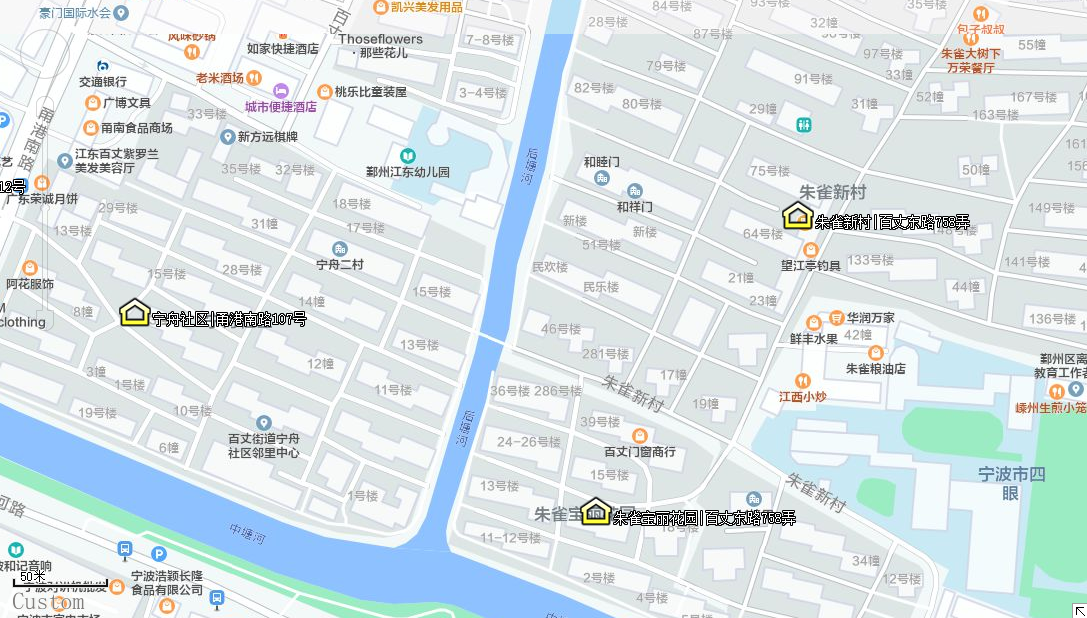 豪门国际水会
凯兴美发用品
28号楼
84号楼
93号楼
32幢
35号楼
包子叔叔
风味砂锅
如家快捷酒店
Thoseflowers
·那些花儿
7-8号楼
87号楼
97号楼
朱雀大树下
万荣餐厅
55幢
交通银行
老米酒场
79号楼
91号楼
33幢
广博文具
城市便捷酒店
桃乐比童装屋
3-4号楼
82号楼
80号楼
29幢
31幢
52幢
167号楼
163号楼
甬港南路
甬南食品商场
33号楼
新方远棋牌
江东百丈紫罗兰
美发美容厅
35号楼
32号楼
鄞州江东幼儿园
后塘河
和睦门
和祥门
75号楼
朱雀新村
50幢
12号
广东荣诚月饼
29号楼
18号楼
17号楼
149号楼
13号楼
31幢
新楼
新楼
51号楼
64号楼
朱雀新村|百丈东路758弄
宁舟二村
阿花服饰
15号楼
28号楼
民欢楼
民乐楼
21幢
23幢
望江亭钓具
133号楼
141号楼
44幢
clothing
8幢
宁舟社区|甬港南路107号
14幢
15号楼
13号楼
46号楼
281号楼
华润万家
鲜丰水果
42幢
136号楼
朱雀粮油店
3幢
1号楼
12幢
11号楼
36号楼
286号楼
朱雀新村
17幢
19幢
江西小炒
鄞州区离
教育工作者
嵊州生煎小笼
19号楼
10号楼
6幢
百丈街道宁舟
社区邻里中心
后塘河
24-26号楼
39号楼
百丈门窗商行
15号楼
13号楼
1号楼
朱雀新村
宁波市四
眼
朱雀宝丽花园|百丈东路768弄
11-12号楼
中塘河
34幢
12号楼
2号楼
4号楼
宁波浩颖长隆
食品有限公司
50米
Custom